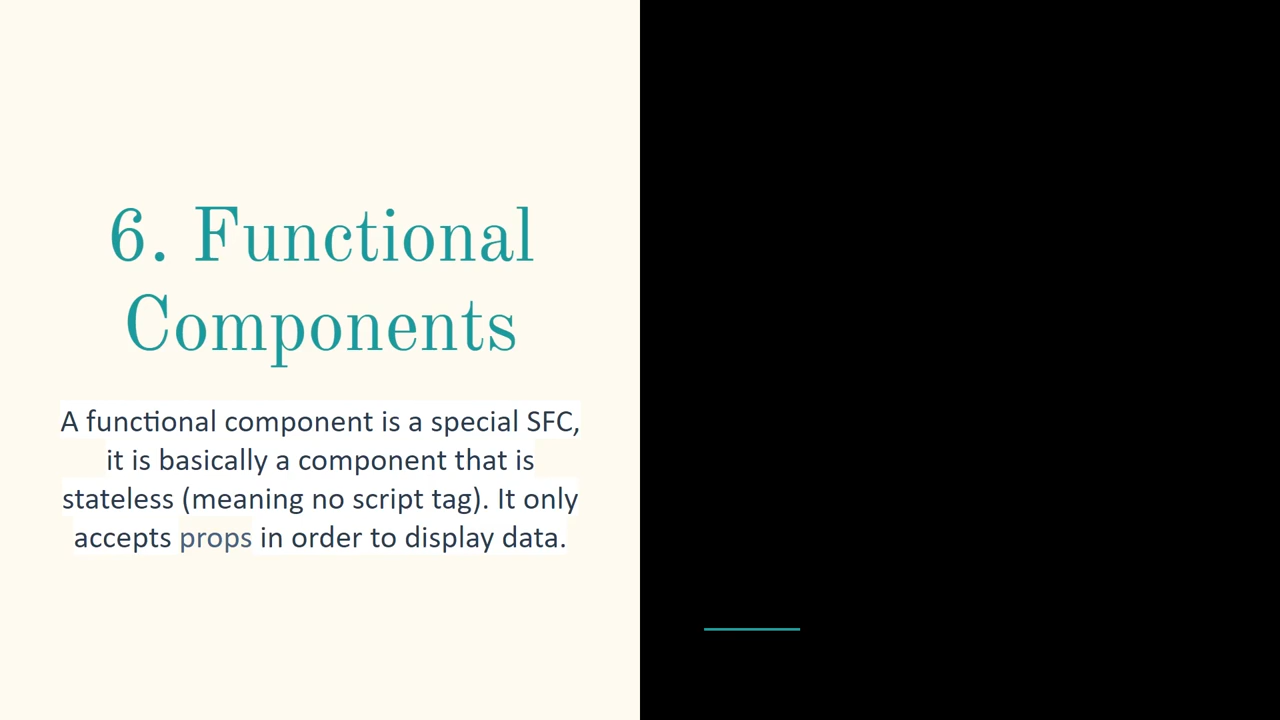 6. Functional
Components
A functional component is a special SFC,
it is basically a component that is
stateless (meaning no script tag). It only
accepts props in order to display data.